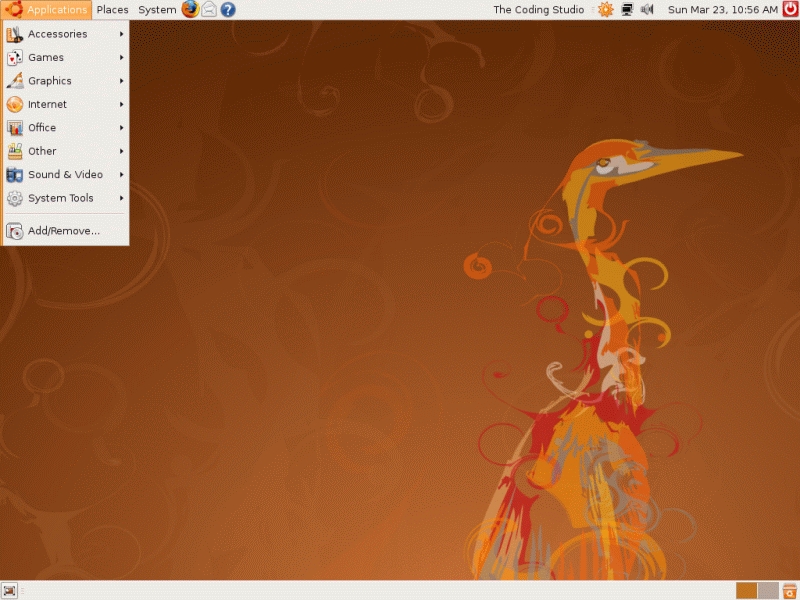 Applications Places System The Coding Studio Sun Mar 23, 10:56 AM
Accessories
Games
Graphics
Internet
Office
Other
Sound & Video
System Tools
Add/Remove...